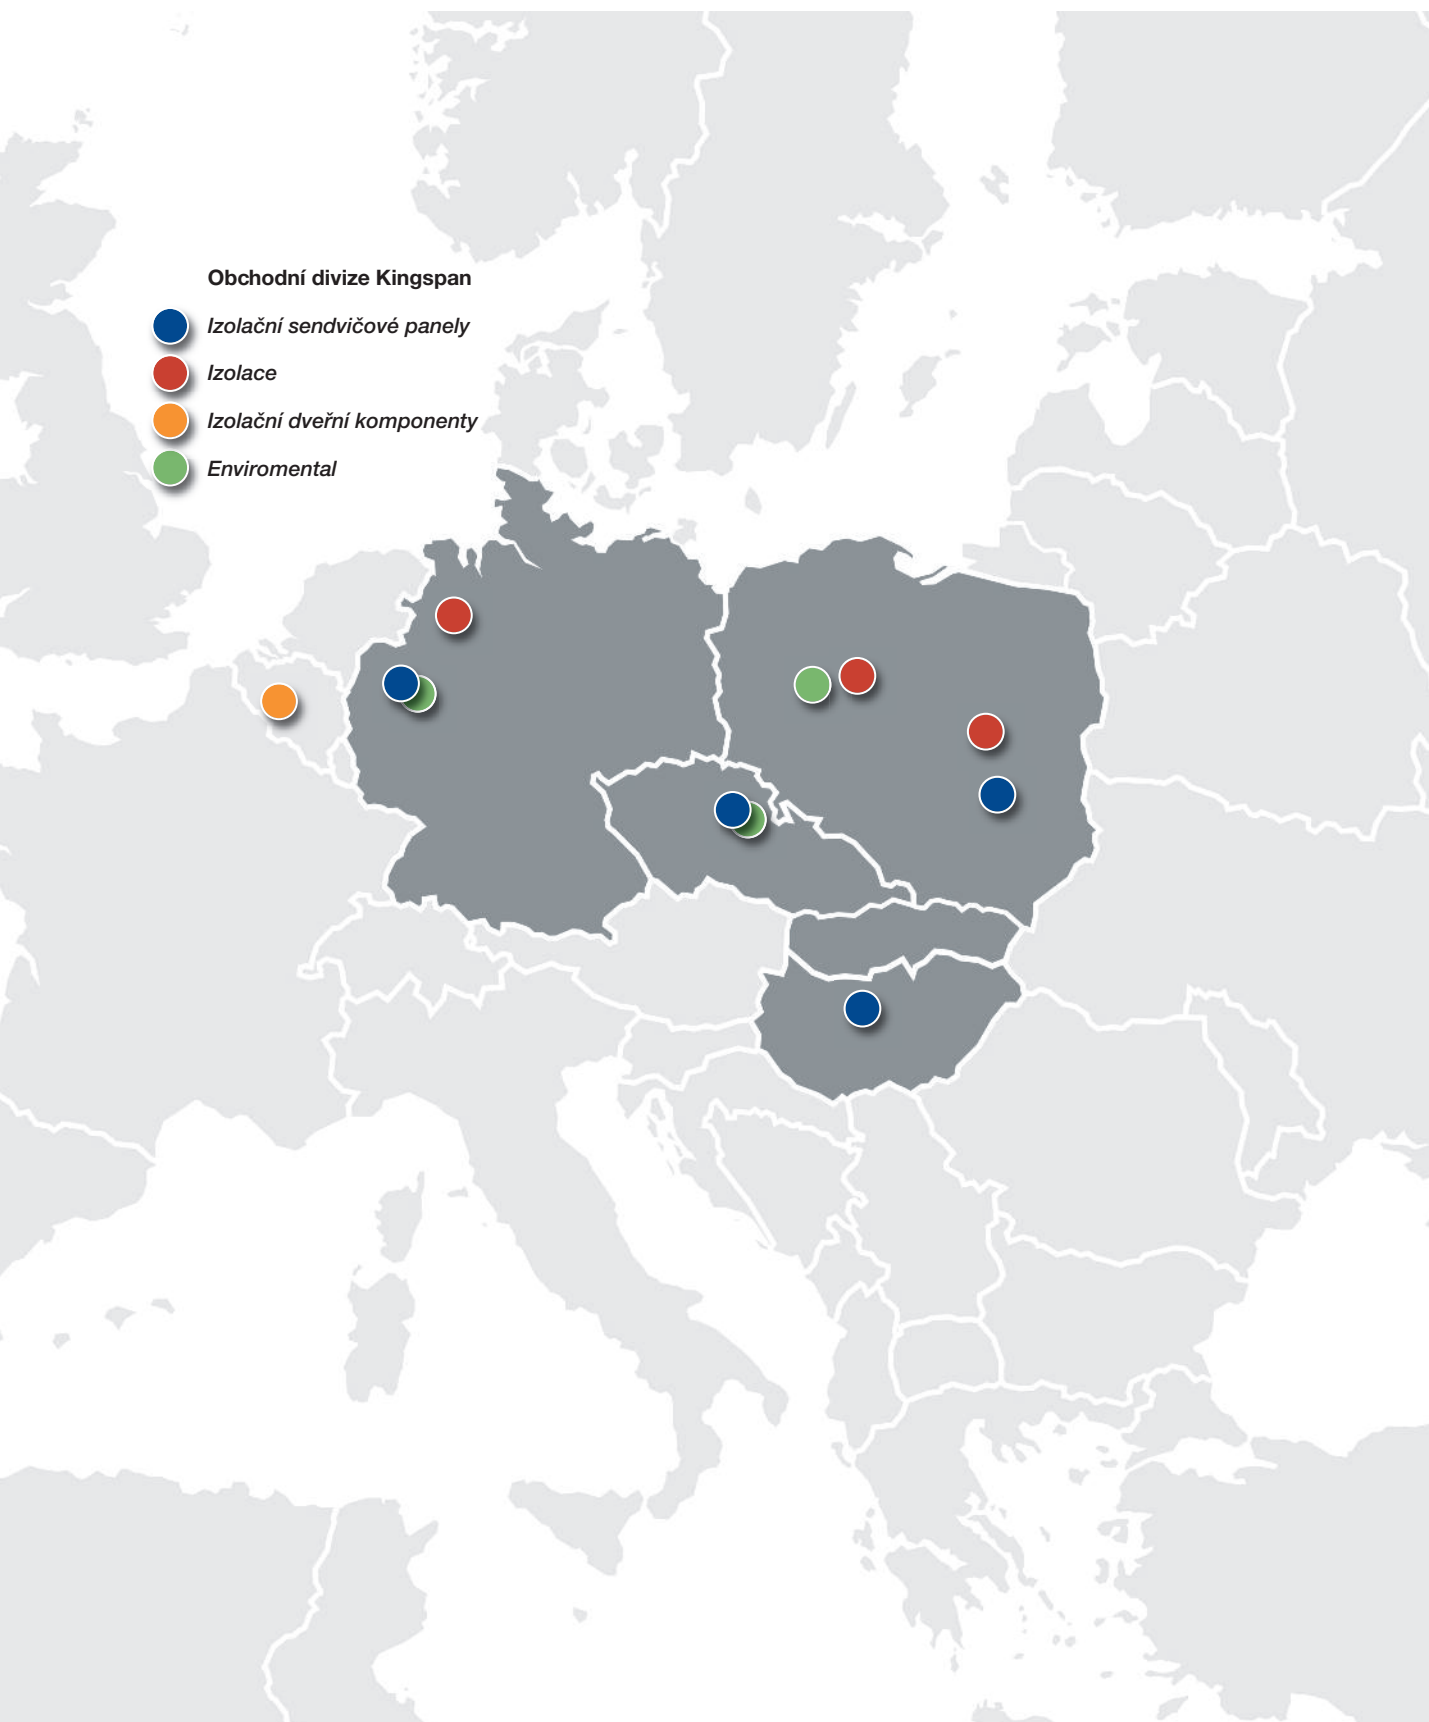 Obchodní divize Kingspan
Izolační sendvičové panely
Izolace
Izolační dveřní komponenty
Enviromental